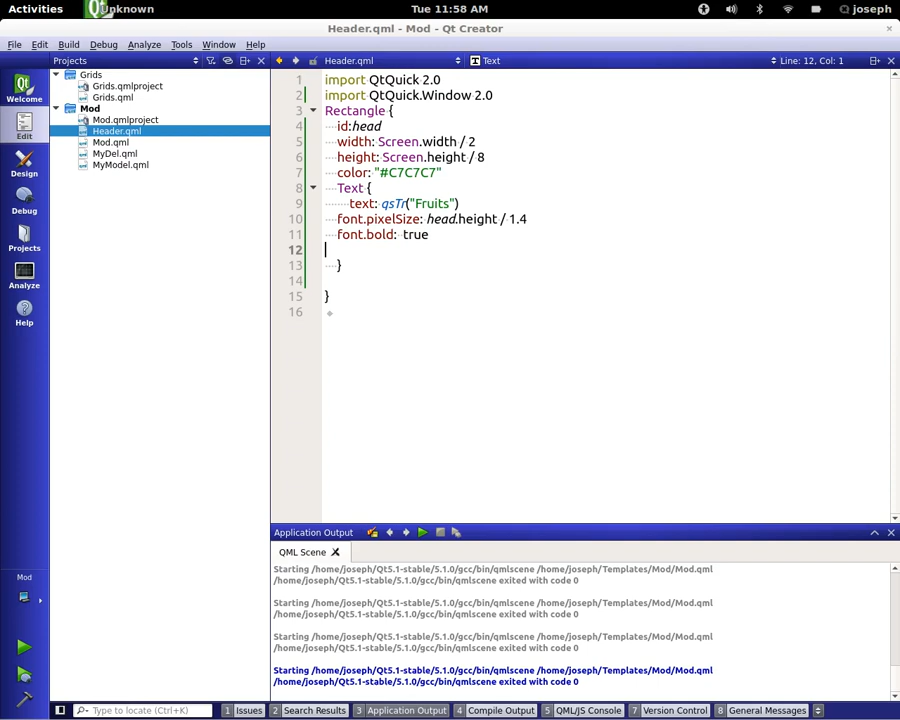 Activities
Unknown
Tue 11:58 AM
joseph
Header.qml - Mod - Qt Creator
File Edit Build Debug Analyze Tools Window Help
Projects
Header.qml
Text
Line: 12, Col: 1
Welcome
Edit
Design
Debug
Projects
Analyze
Help
Mod
Grids
Grids.qmlproject
Grids.qml
Mod
Mod.qmlproject
Header.qml
Mod.qml
MyDel.qml
MyModel.qml
1 import QtQuick 2.0
2 import QtQuick.Window 2.0
3 Rectangle {
4 id:head
5 width: Screen.width / 2
6 height: Screen.height / 8
7 color: "#C7C7C7"
8 Text {
9 text: qsTr("Fruits")
10 font.pixelSize: head.height / 1.4
11 font.bold: true
12
13 }
14
15 }
16
Application Output
QML Scene
Starting /home/joseph/Qt5.1-stable/5.1.0/gcc/bin/qmlscene /home/joseph/Templates/Mod/Mod.qml
/home/joseph/Qt5.1-stable/5.1.0/gcc/bin/qmlscene exited with code 0
Starting /home/joseph/Qt5.1-stable/5.1.0/gcc/bin/qmlscene /home/joseph/Templates/Mod/Mod.qml
/home/joseph/Qt5.1-stable/5.1.0/gcc/bin/qmlscene exited with code 0
Starting /home/joseph/Qt5.1-stable/5.1.0/gcc/bin/qmlscene /home/joseph/Templates/Mod/Mod.qml
/home/joseph/Qt5.1-stable/5.1.0/gcc/bin/qmlscene exited with code 0
Starting /home/joseph/Qt5.1-stable/5.1.0/gcc/bin/qmlscene /home/joseph/Templates/Mod/Mod.qml
/home/joseph/Qt5.1-stable/5.1.0/gcc/bin/qmlscene exited with code 0
Type to locate (Ctrl+K)
1 Issues
2 Search Results
3 Application Output
4 Compile Output
5 QML/JS Console
7 Version Control
8 General Messages